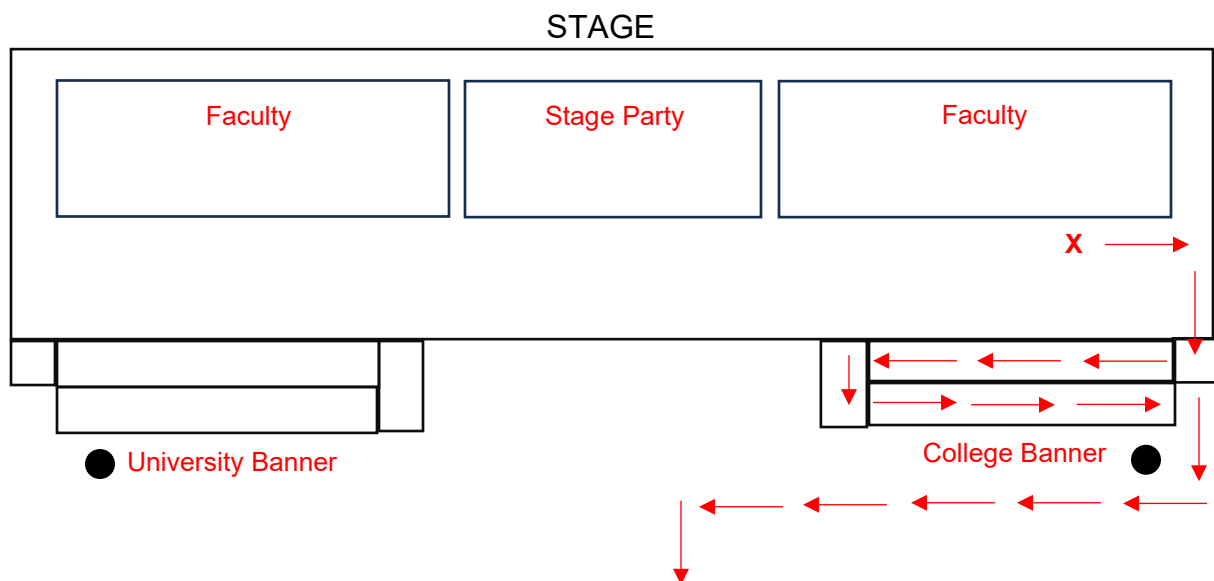 STAGE
Faculty
Stage Party
Faculty
X
University Banner
College Banner